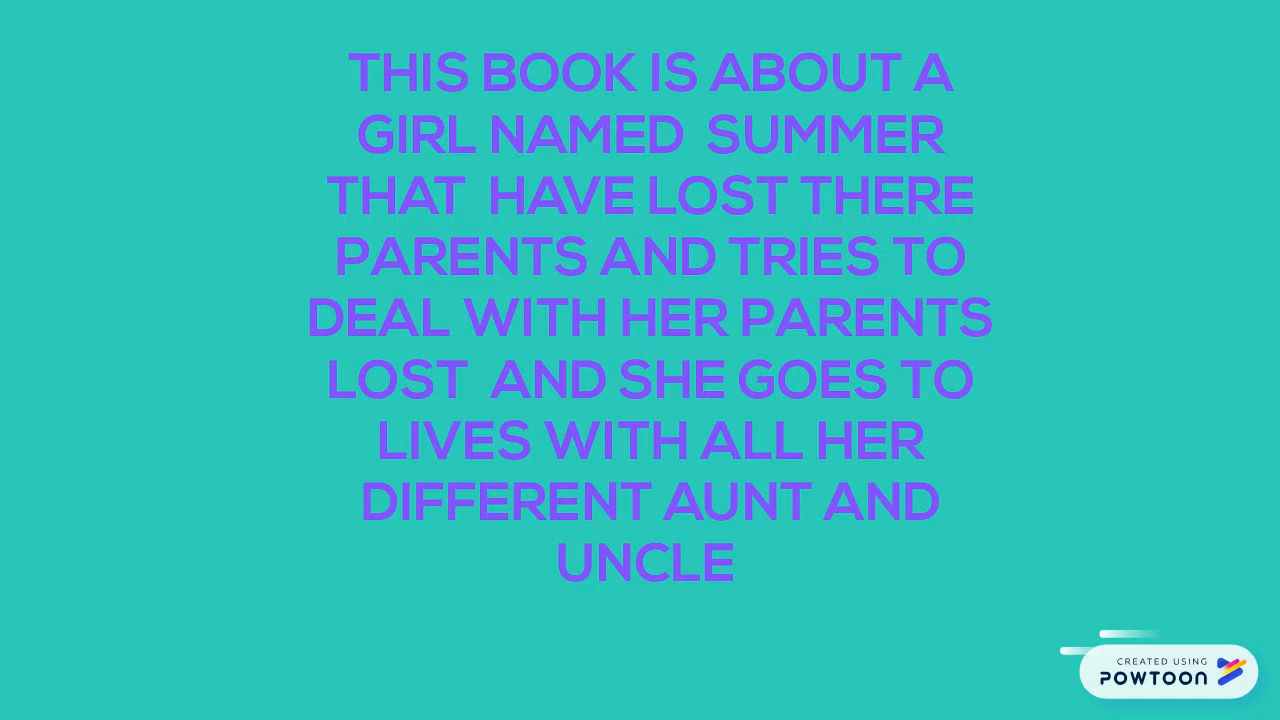 THIS BOOK IS ABOUT A
GIRL NAMED SUMMER
THAT HAVE LOST THERE
PARENTS AND TRIES TO
DEAL WITH HER PARENTS
LOST AND SHE GOES TO
LIVES WITH ALL HER
DIFFERENT AUNT AND
UNCLE
CREATED USING
POWTOON